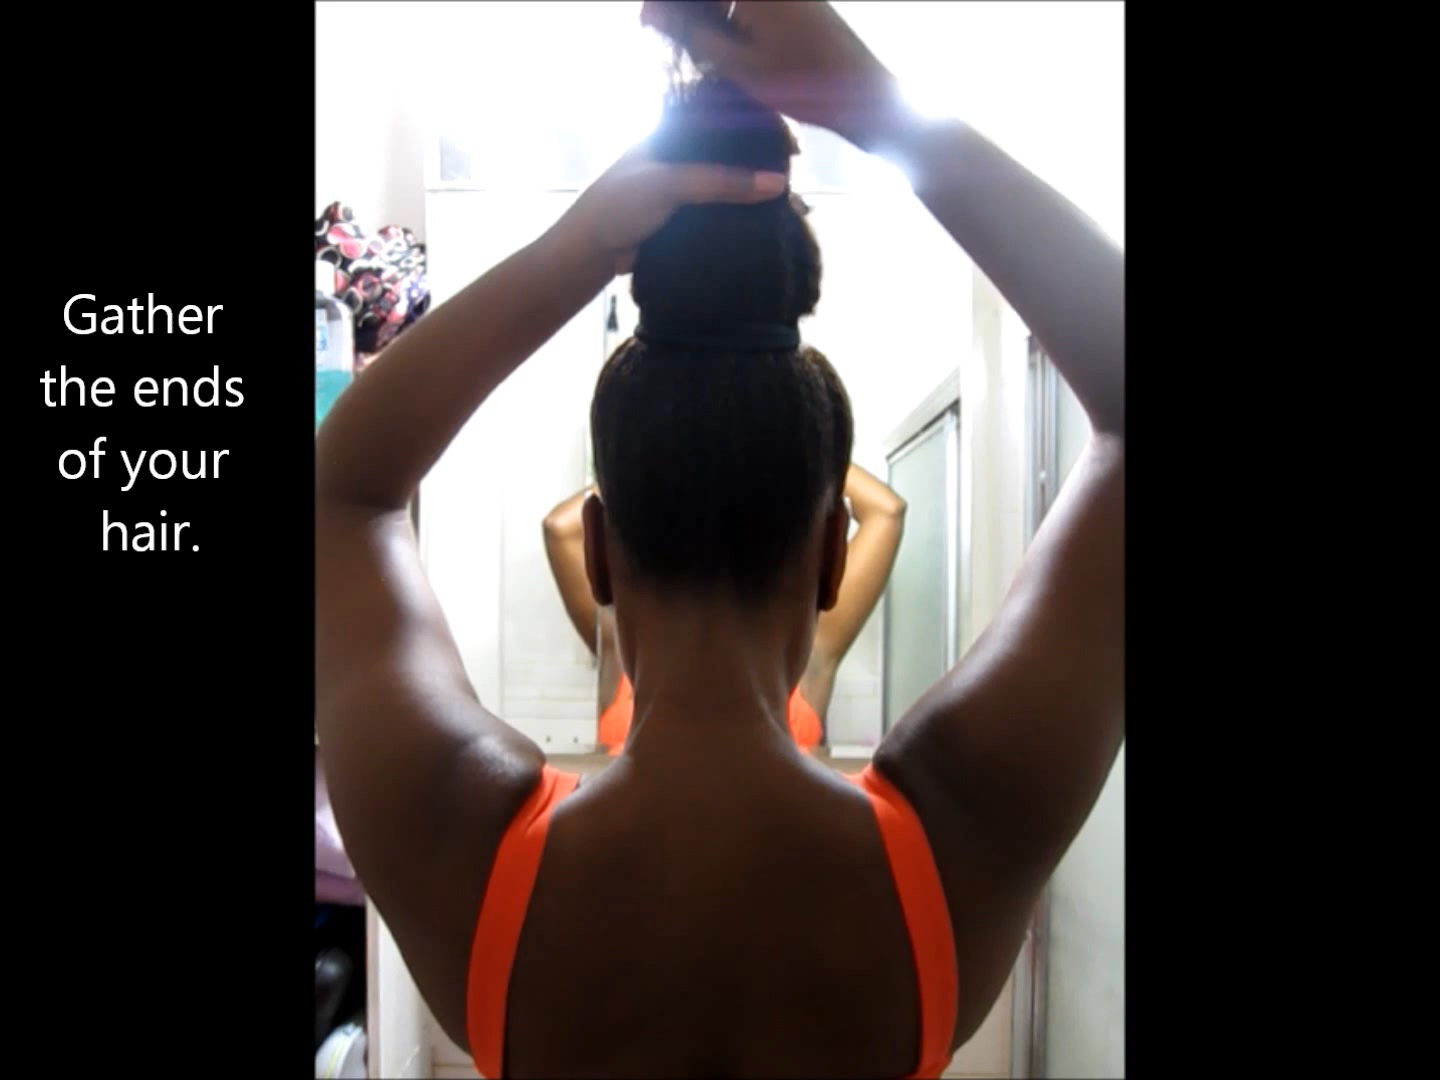 Gather
the ends
of your
hair.